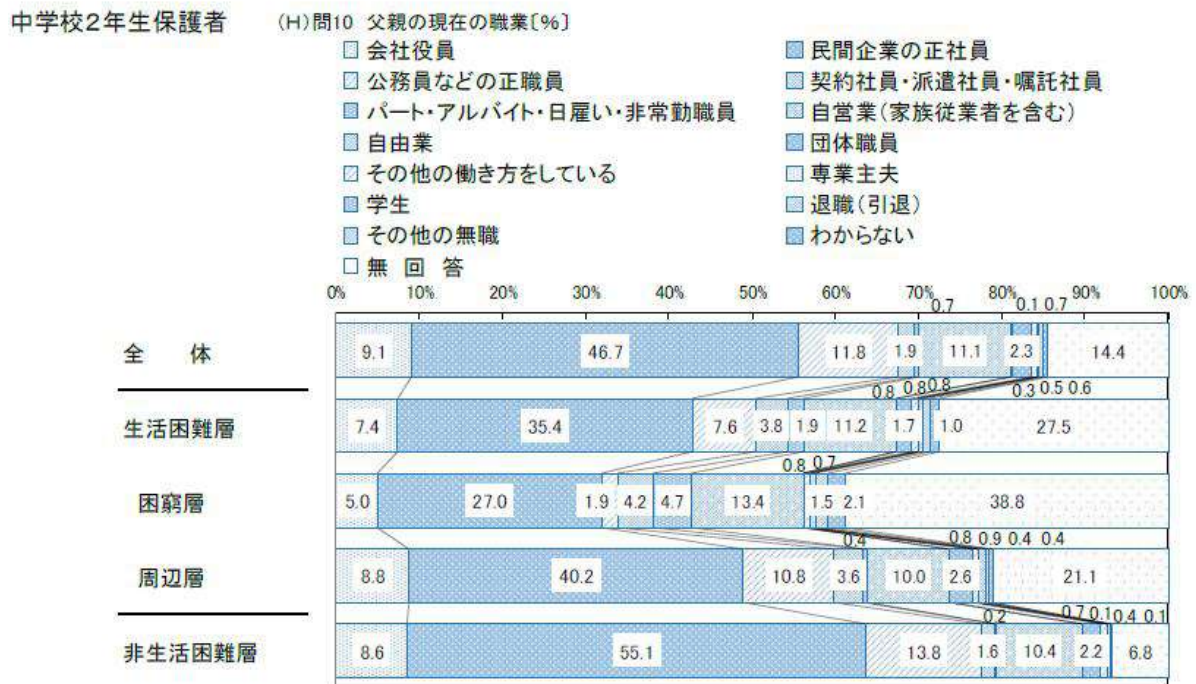 中学校2年生保護者 (H)問10 父親の現在の職業〔%〕
会社役員 民間企業の正社員
公務員などの正職員 契約社員・派遣社員・嘱託社員
パート・アルバイト・日雇い・非常勤職員 自営業(家族従業者を含む)
自由業 団体職員
その他の働き方をしている 専業主夫
学生 退職(引退)
その他の無職 わからない
無 回 答
0% 10% 20% 30% 40% 50% 60% 70% 80% 90% 100%
0.7 0.1 0.7
全 体 9.1 46.7 11.8 1.9 11.1 2.3 14.4
0.8 0.8 0.8 0.3 0.5 0.6
生活困難層 7.4 35.4 7.6 3.8 1.9 11.2 1.7 1.0 27.5
0.8 0.7
困窮層 5.0 27.0 1.9 4.2 4.7 13.4 1.5 2.1 38.8
0.4 0.8 0.9 0.4 0.4
周辺層 8.8 40.2 10.8 3.6 10.0 2.6 21.1
0.2 0.7 0.1 0.4 0.1
非生活困難層 8.6 55.1 13.8 1.6 10.4 2.2 6.8